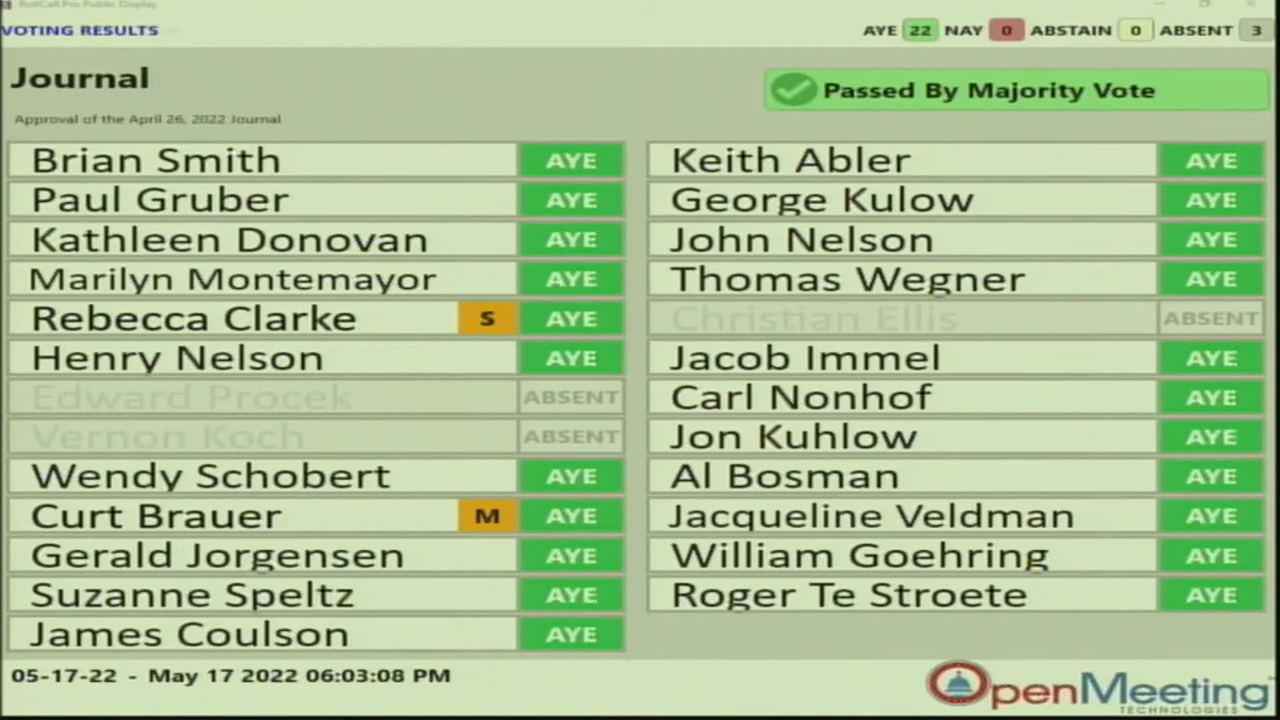 RollCall Pro Public Display
VOTING RESULTS
AYE 22 NAY 0 ABSTAIN 0 ABSENT 3
Journal
Passed By Majority Vote
Approval of the April 26, 2022 Journal
Brian Smith AYE
Paul Gruber AYE
Kathleen Donovan AYE
Marilyn Montemayor AYE
Rebecca Clarke S AYE
Henry Nelson AYE
Edward Procek ABSENT
Vernon Koch ABSENT
Wendy Schobert AYE
Curt Brauer M AYE
Gerald Jorgensen AYE
Suzanne Speltz AYE
James Coulson AYE
Keith Abler AYE
George Kulow AYE
John Nelson AYE
Thomas Wegner AYE
Christian Ellis ABSENT
Jacob Immel AYE
Carl Nonhof AYE
Jon Kuhlow AYE
Al Bosman AYE
Jacqueline Veldman AYE
William Goehring AYE
Roger Te Stroete AYE
05-17-22 - May 17 2022 06:03:08 PM
OpenMeeting
TECHNOLOGIES